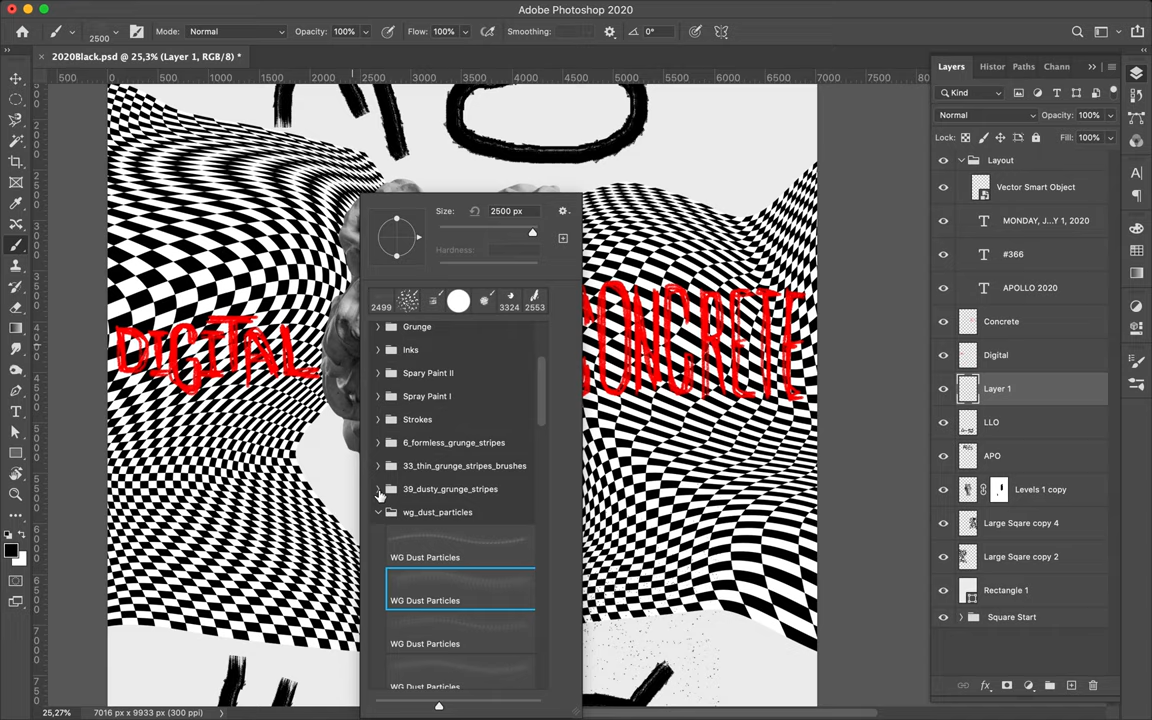 Adobe Photoshop 2020
2500
Mode: Normal
Opacity: 100%
Flow: 100%
Smoothing:
0°
× 2020Black.psd @ 25,3% (Layer 1, RGB/8) *
500 0 500 1000 1500 2000 2500 3000 3500 4000 4500 5000 5500 6000 6500 7000 7500 8000
DIGITAL
CONCRETE
Size: 2500 px
Hardness:
2499
3324
2553
Grunge
Inks
Spary Paint II
Spray Paint I
Strokes
6_formless_grunge_stripes
33_thin_grunge_stripes_brushes
39_dusty_grunge_stripes
wg_dust_particles
WG Dust Particles
WG Dust Particles
WG Dust Particles
WG Dust Particles
Layers Histor Paths Chann
Kind
Normal
Opacity: 100%
Lock:
Fill: 100%
Layout
Vector Smart Object
MONDAY, J...Y 1, 2020
#366
APOLLO 2020
Concrete
Digital
Layer 1
LLO
APO
Levels 1 copy
Large Sqare copy 4
Large Sqare copy 2
Rectangle 1
Square Start
25,27%
7016 px x 9933 px (300 ppi)